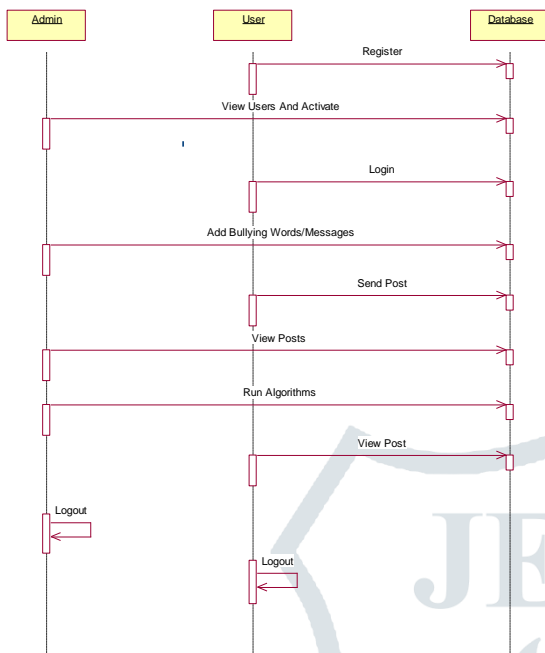 Admin
User
Database
Register
View Users And Activate
Login
Add Bullying Words/Messages
Send Post
View Posts
Run Algorithms
View Post
Logout
Logout
JE